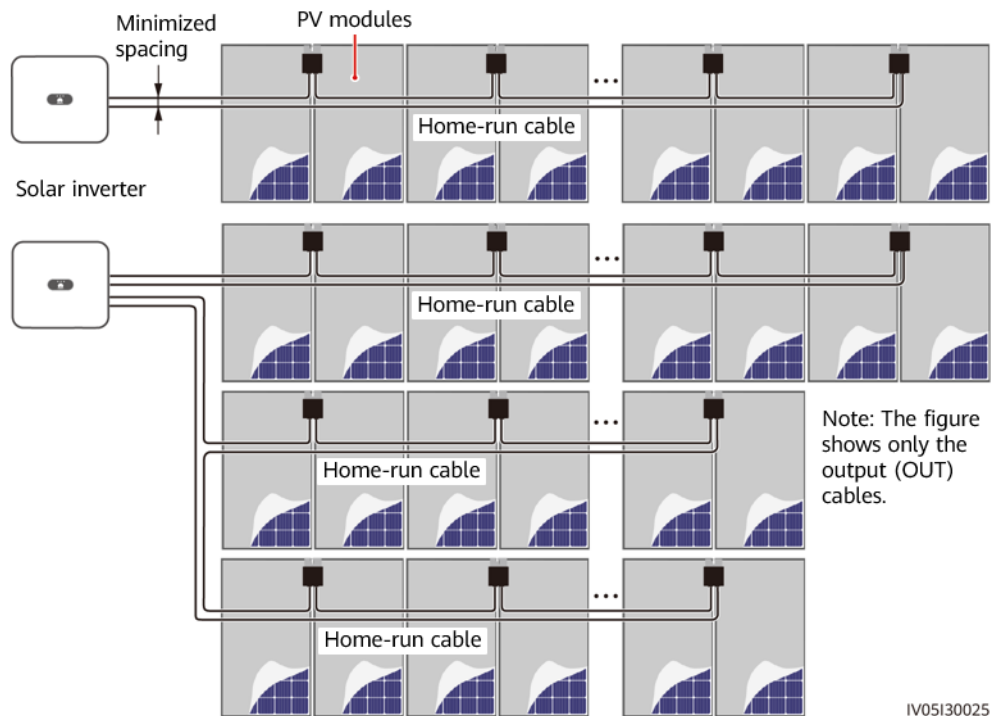 Minimized
spacing
PV modules
...
Home-run cable
Solar inverter
...
Home-run cable
...
Home-run cable
Note: The figure
shows only the
output (OUT)
cables.
...
Home-run cable
IV05I30025